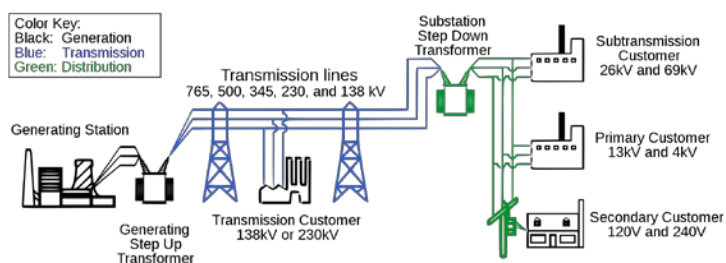 Color Key:
Black: Generation
Blue: Transmission
Green: Distribution
Substation
Step Down
Transformer
Subtransmission
Customer
26kV and 69kV
Transmission lines
765, 500, 345, 230, and 138 kV
Generating Station
Primary Customer
13kV and 4kV
Transmission Customer
138kV or 230kV
Generating
Step Up
Transformer
Secondary Customer
120V and 240V